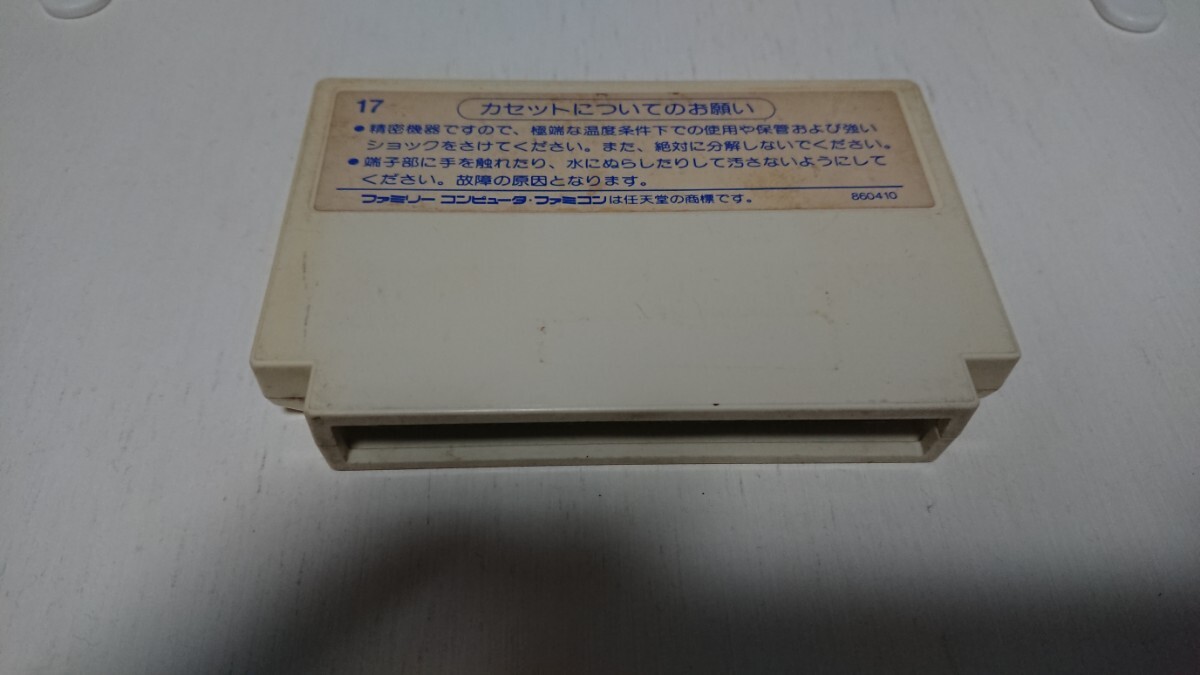 17 カセットについてのお願い
●精密機器ですので、極端な温度条件下での使用や保管および強い
ショックをさけてください。また、絶対に分解しないでください。
●端子部に手を触れたり、水にぬらしたりして汚さないようにして
ください。故障の原因となります。
ファミリー コンピュータ・ファミコンは任天堂の商標です。 860410